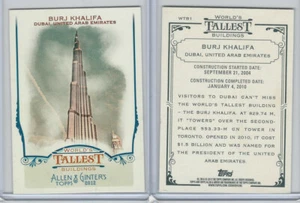 BURJ KHALIFA
DUBAI, UNITED ARAB EMIRATES
WORLD'S
TALLEST
BUILDINGS
TOPPS
ALLEN & GINTER'S
WTB1
WORLD'S
TALLEST
BUILDINGS
BURJ KHALIFA
DUBAI, UNITED ARAB EMIRATES
CONSTRUCTION STARTED DATE:
SEPTEMBER 21, 2004
CONSTRUCTION COMPLETED DATE:
JANUARY 4, 2010
VISITORS TO DUBAI CAN'T MISS
THE WORLD'S TALLEST BUILDING –
THE BURJ KHALIFA. AT 829.74 M,
IT "TOWERS" OVER THE SECOND-
PLACE 553.33-M CN TOWER IN
TORONTO. OPENED IN 2010, IT COST
$1.5 BILLION AND WAS NAMED FOR
THE PRESIDENT OF THE UNITED
ARAB EMIRATES.
Topps